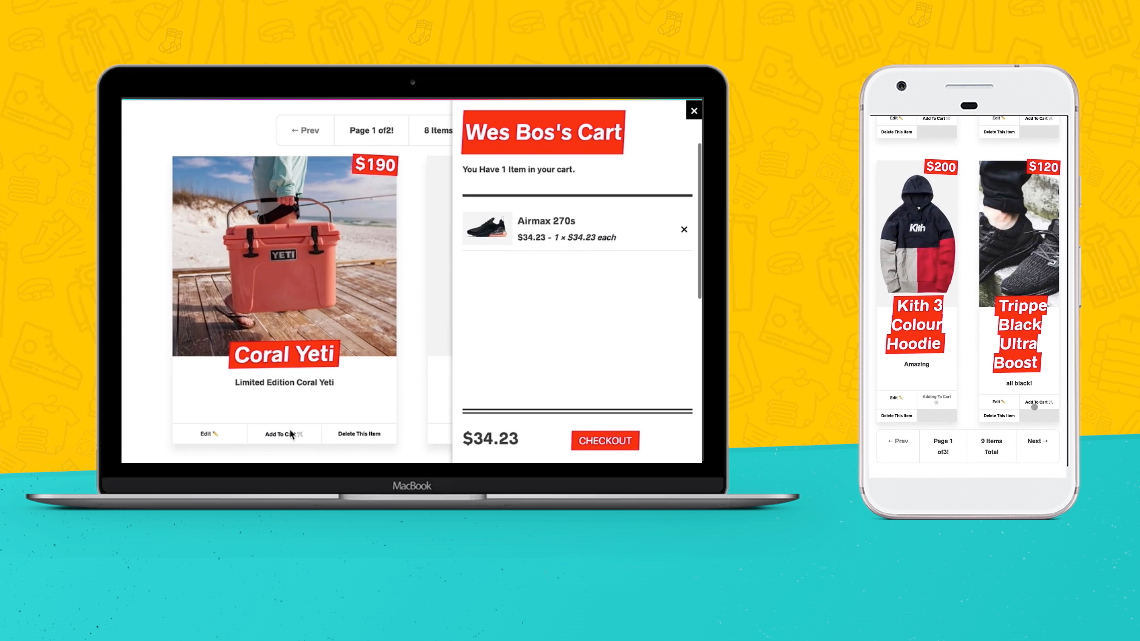 ← Prev
Page 1 of2!
8 Items
$190
YETI
Coral Yeti
Limited Edition Coral Yeti
Edit
Add To Cart
Delete This Item
Wes Bos's Cart
×
You Have 1 Item in your cart.
Airmax 270s
$34.23 - 1 × $34.23 each
×
$34.23
CHECKOUT
MacBook
Edit
Add To Cart
Edit
Add To Cart
Delete This Item
Delete This Item
$200
Kith
Kith 3
Colour
Hoodie
Amazing
Edit
Adding To Cart
Delete This Item
$120
Trippe
Black
Ultra
Boost
all black!
Edit
Add To Cart
Delete This Item
← Prev
Page 1
of3!
9 Items
Total
Next →